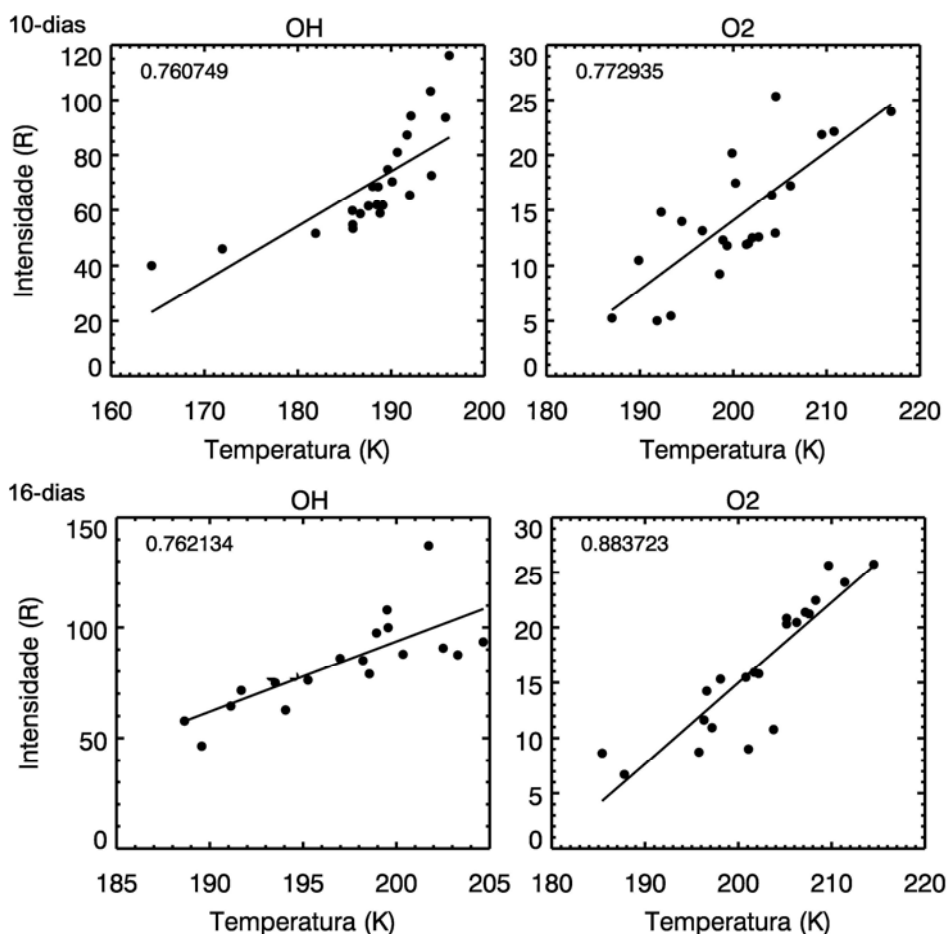 10-dias
OH
O2
120
100
80
60
40
20
0
0.760749
Intensidade (R)
30
25
20
15
10
5
0
0.772935
160 170 180 190 200
180 190 200 210 220
Temperatura (K)
Temperatura (K)
16-dias
OH
O2
150
100
50
0
0.762134
Intensidade (R)
30
25
20
15
10
5
0
0.883723
185 190 195 200 205
180 190 200 210 220
Temperatura (K)
Temperatura (K)